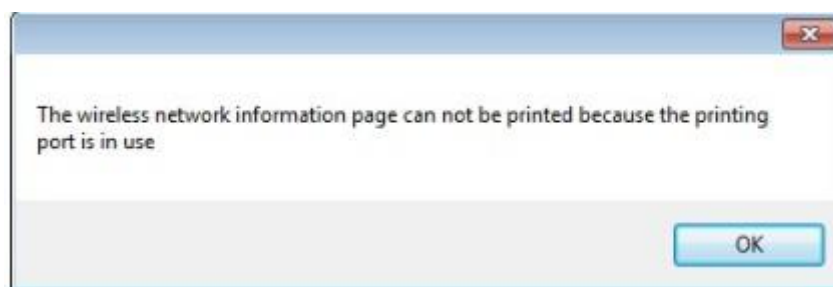 The wireless network information page can not be printed because the printing
port is in use
OK